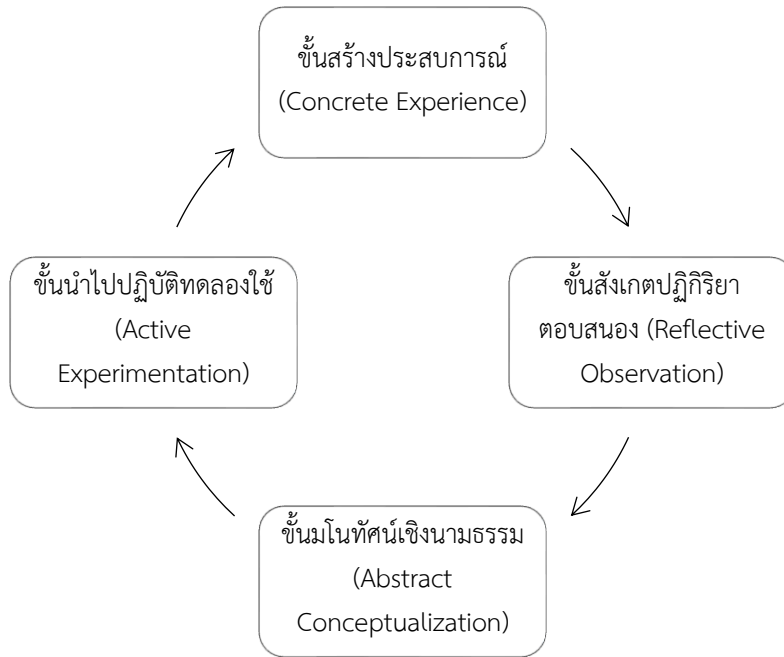 ขั้นสร้างประสบการณ์
(Concrete Experience)
ขั้นสังเกตปฏิกิริยา
ตอบสนอง (Reflective
Observation)
ขั้นมโนทัศน์เชิงนามธรรม
(Abstract
Conceptualization)
ขั้นนำไปปฏิบัติทดลองใช้
(Active
Experimentation)